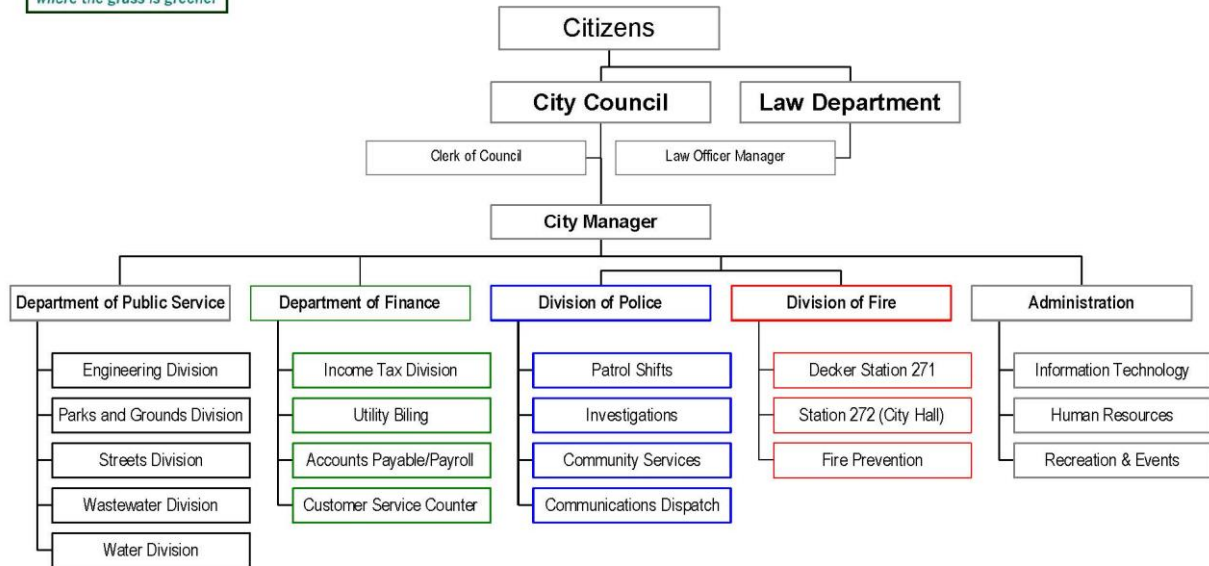 where the grass is greener
Citizens
City Council
Law Department
Clerk of Council
Law Officer Manager
City Manager
Department of Public Service
Department of Finance
Division of Police
Division of Fire
Administration
Engineering Division
Income Tax Division
Patrol Shifts
Decker Station 271
Information Technology
Parks and Grounds Division
Utility Biling
Investigations
Station 272 (City Hall)
Human Resources
Streets Division
Accounts Payable/Payroll
Community Services
Fire Prevention
Recreation & Events
Wastewater Division
Customer Service Counter
Communications Dispatch
Water Division